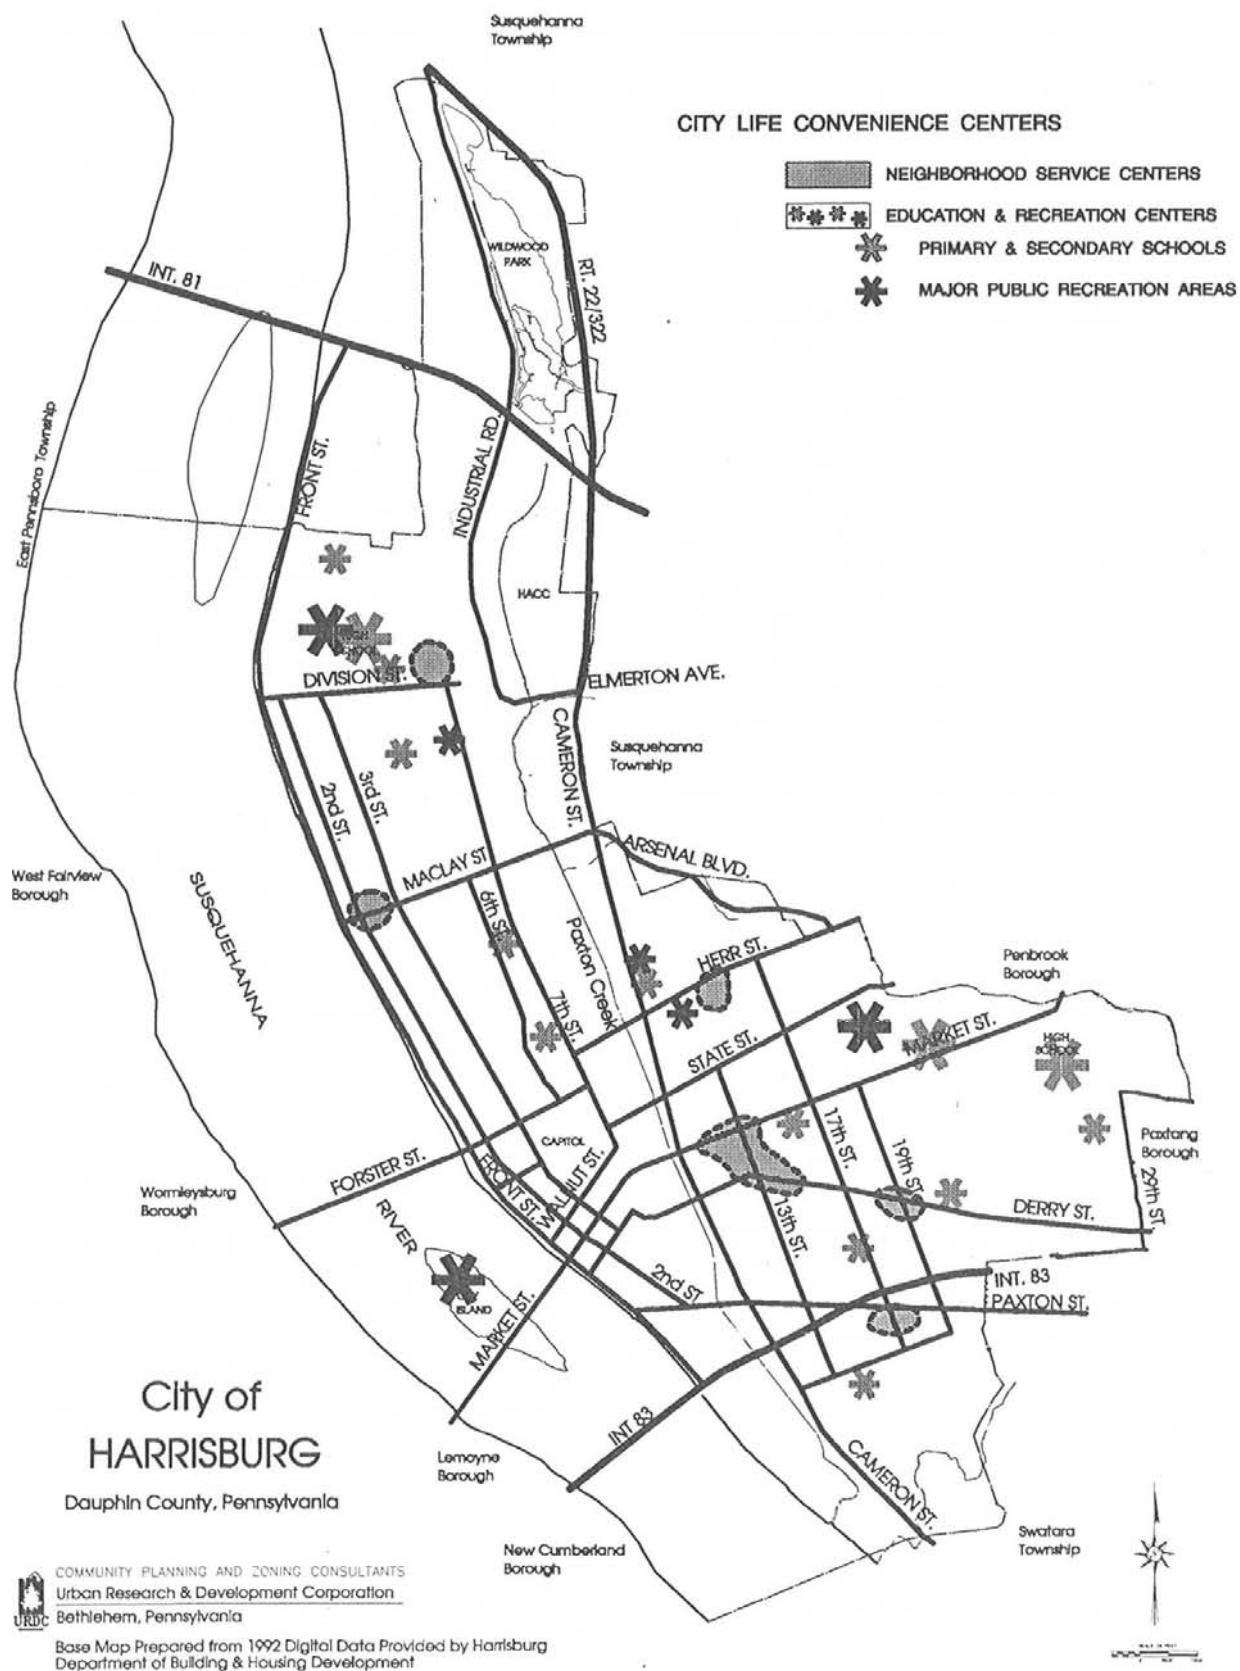 Susquehanna
Township
CITY LIFE CONVENIENCE CENTERS
NEIGHBORHOOD SERVICE CENTERS
EDUCATION & RECREATION CENTERS
PRIMARY & SECONDARY SCHOOLS
MAJOR PUBLIC RECREATION AREAS
WILDWOOD
PARK
INT. 81
RT. 22/322
East Pennsboro Township
FRONT ST.
INDUSTRIAL RD.
HACC
HIGH
SCHOOL
DIVISION ST.
ELMERTON AVE.
CAMERON ST.
Susquehanna
Township
2nd ST.
3rd ST.
MACLAY ST
ARSENAL BLVD.
West Fairview
Borough
SUSQUEHANNA
6th ST.
Paxton Creek
HERR ST.
Penbrook
Borough
7th ST.
STATE ST.
MARKET ST.
HIGH
SCHOOL
CAPITOL
17th ST.
19th ST.
Paxtang
Borough
FORSTER ST.
FRONT ST.
WALNUT ST.
Wormleysburg
Borough
29th ST.
RIVER
13th ST.
DERRY ST.
2nd ST
INT. 83
PAXTON ST.
ISLAND
MARKET ST.
City of
HARRISBURG
Dauphin County, Pennsylvania
INT 83
Lemoyne
Borough
CAMERON ST.
New Cumberland
Borough
Swatara
Township
COMMUNITY PLANNING AND ZONING CONSULTANTS
Urban Research & Development Corporation
URDC
Bethlehem, Pennsylvania
Base Map Prepared from 1992 Digital Data Provided by Harrisburg
Department of Building & Housing Development